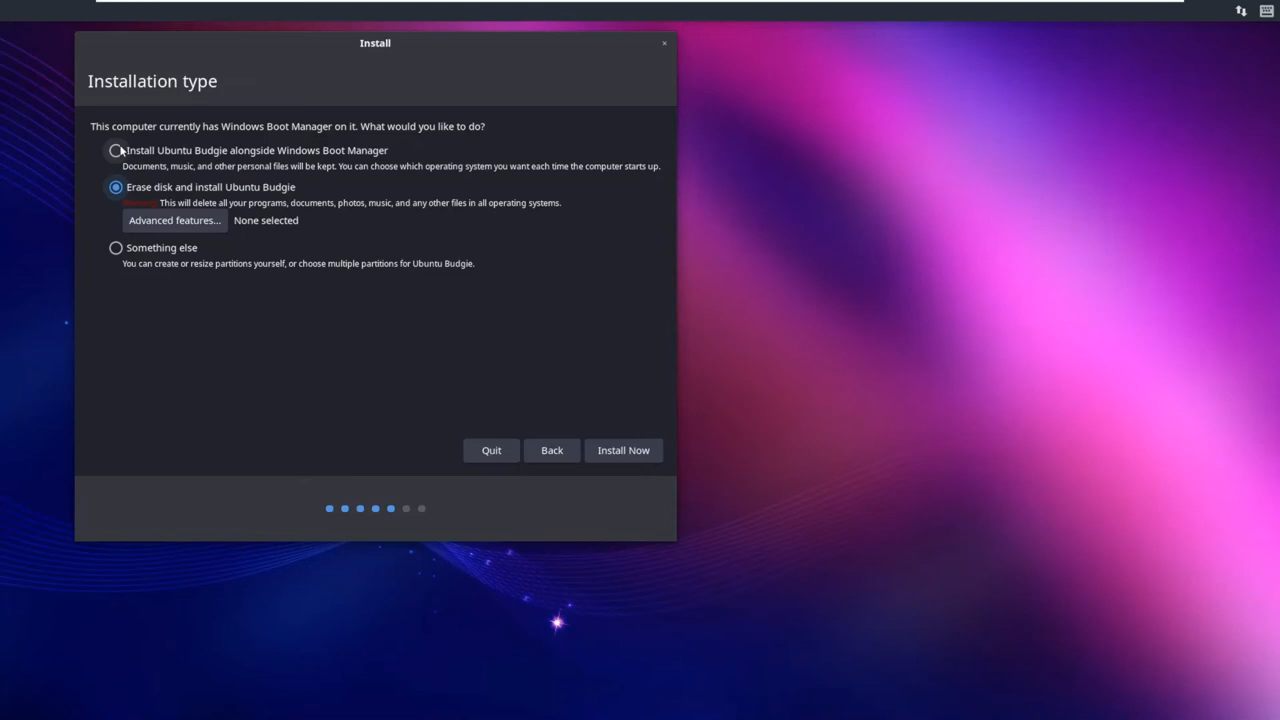 Install
Installation type
This computer currently has Windows Boot Manager on it. What would you like to do?
Install Ubuntu Budgie alongside Windows Boot Manager
Documents, music, and other personal files will be kept. You can choose which operating system you want each time the computer starts up.
Erase disk and install Ubuntu Budgie
Warning: This will delete all your programs, documents, photos, music, and any other files in all operating systems.
Advanced features... None selected
Something else
You can create or resize partitions yourself, or choose multiple partitions for Ubuntu Budgie.
Quit Back Install Now